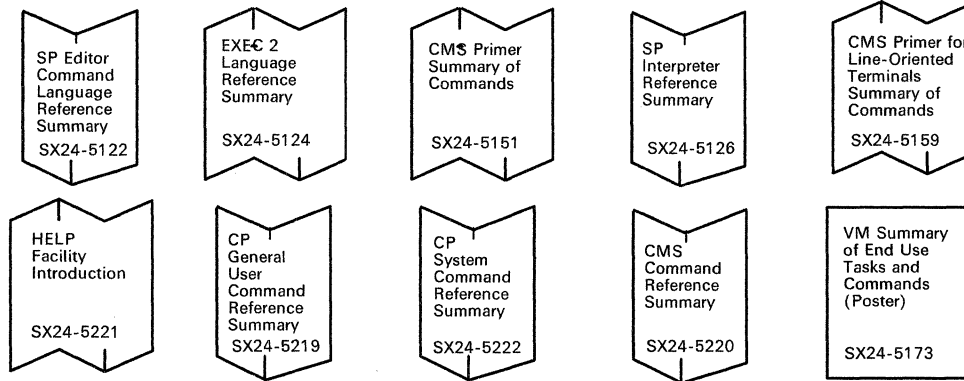 SP Editor
Command
Language
Reference
Summary
SX24-5122
EXEC 2
Language
Reference
Summary
SX24-5124
CMS Primer
Summary of
Commands
SX24-5151
SP
Interpreter
Reference
Summary
SX24-5126
CMS Primer for
Line-Oriented
Terminals
Summary of
Commands
SX24-5159
HELP
Facility
Introduction
SX24-5221
CP
General
User
Command
Reference
Summary
SX24-5219
CP
System
Command
Reference
Summary
SX24-5222
CMS
Command
Reference
Summary
SX24-5220
VM Summary
of End Use
Tasks and
Commands
(Poster)
SX24-5173